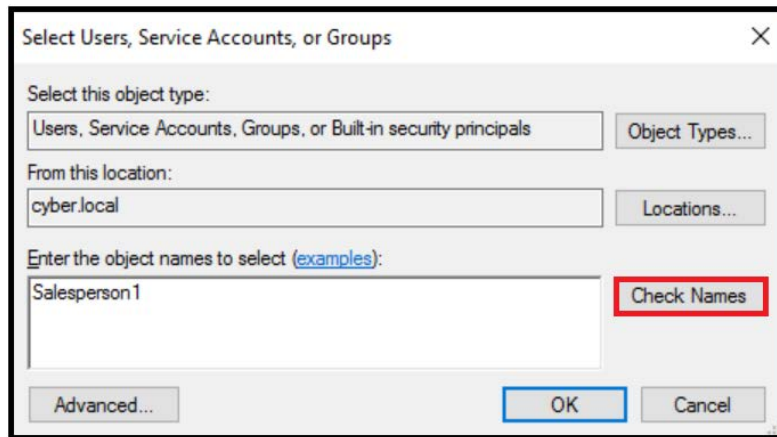 Select Users, Service Accounts, or Groups
Select this object type:
Users, Service Accounts, Groups, or Built-in security principals
Object Types...
From this location:
cyber.local
Locations...
Enter the object names to select (examples):
Salesperson1
Check Names
Advanced...
OK
Cancel